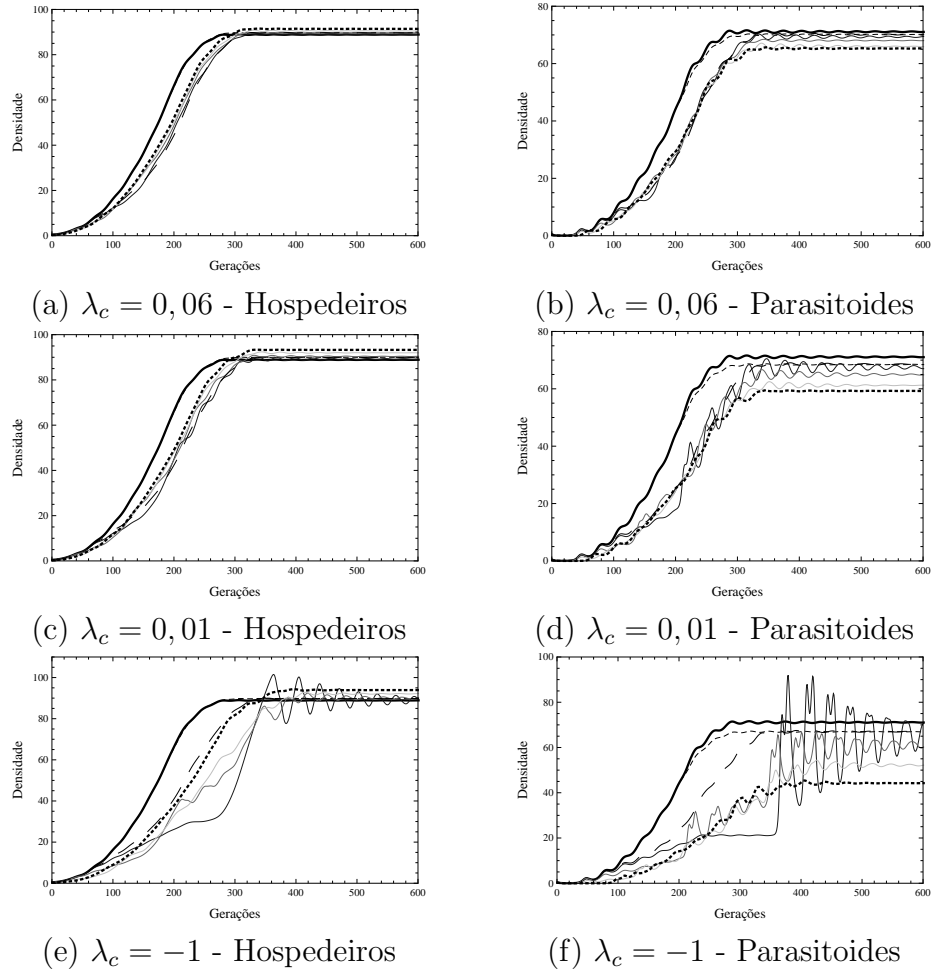 100
80
60
40
20
0
Densidade
0 100 200 300 400 500 600
Gerações
(a) λc = 0, 06 - Hospedeiros
80
60
40
20
0
Densidade
0 100 200 300 400 500 600
Gerações
(b) λc = 0, 06 - Parasitoides
100
80
60
40
20
0
Densidade
0 100 200 300 400 500 600
Gerações
(c) λc = 0, 01 - Hospedeiros
80
60
40
20
0
Densidade
0 100 200 300 400 500 600
Gerações
(d) λc = 0, 01 - Parasitoides
100
80
60
40
20
0
Densidade
0 100 200 300 400 500 600
Gerações
(e) λc = −1 - Hospedeiros
100
80
60
40
20
0
Densidade
0 100 200 300 400 500 600
Gerações
(f) λc = −1 - Parasitoides